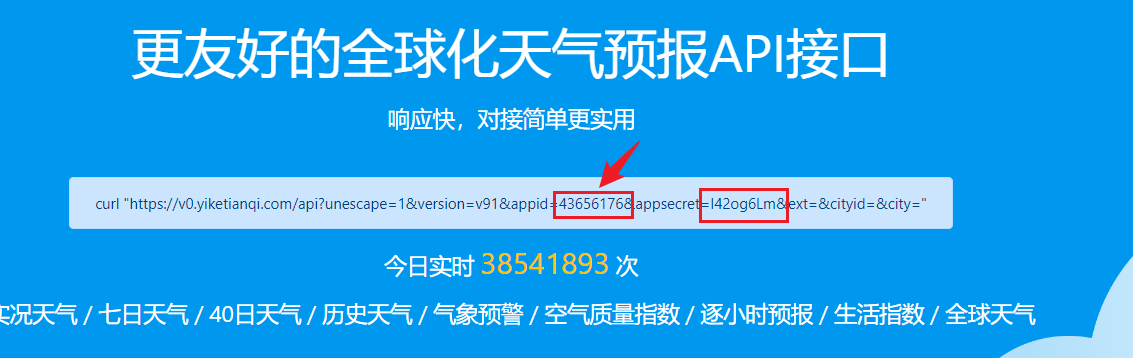 更友好的全球化天气预报API接口
响应快，对接简单更实用
curl "https://v0.yiketianqi.com/api?unescape=1&version=v91&appid=43656176&appsecret=I42og6Lm&ext=&cityid=&city="
今日实时 38541893 次
实况天气 / 七日天气 / 40日天气 / 历史天气 / 气象预警 / 空气质量指数 / 逐小时预报 / 生活指数 / 全球天气